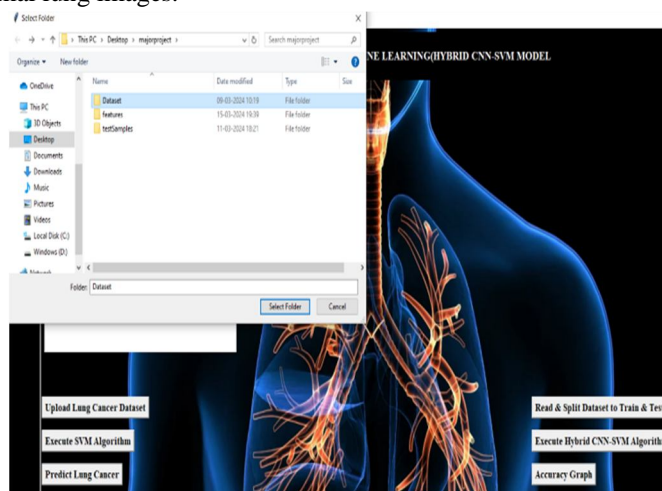 nal lung images.
Select Folder
This PC > Desktop > majorproject >
Search majorproject
NE LEARNING(HYBRID CNN-SVM MODEL
Organize New folder
Name Date modified Type Size
OneDrive
This PC
3D Objects
Desktop
Documents
Downloads
Music
Pictures
Videos
Local Disk (C:)
Windows (D:)
Network
Dataset 09-03-2024 10:19 File folder
features 15-03-2024 19:39 File folder
testSamples 11-03-2024 18:21 File folder
Folder: Dataset
Select Folder Cancel
Upload Lung Cancer Dataset
Read & Split Dataset to Train & Tes
Execute SVM Algorithm
Execute Hybrid CNN-SVM Algorith
Predict Lung Cancer
Accuracy Graph